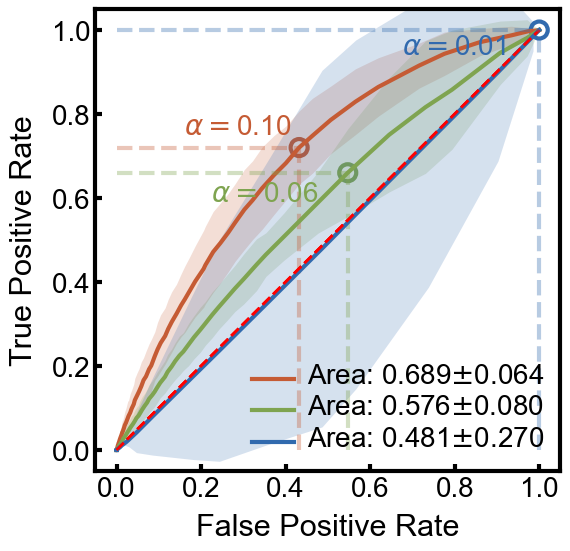 1.0
0.8
0.6
0.4
0.2
0.0
True Positive Rate
α = 0.01
α = 0.10
α = 0.06
Area: 0.689±0.064
Area: 0.576±0.080
Area: 0.481±0.270
0.0 0.2 0.4 0.6 0.8 1.0
False Positive Rate